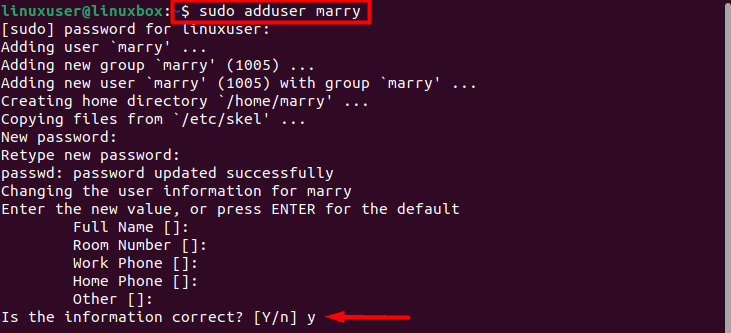 linuxuser@linuxbox:~$ sudo adduser marry
[sudo] password for linuxuser:
Adding user `marry' ...
Adding new group `marry' (1005) ...
Adding new user `marry' (1005) with group `marry' ...
Creating home directory `/home/marry' ...
Copying files from `/etc/skel' ...
New password:
Retype new password:
passwd: password updated successfully
Changing the user information for marry
Enter the new value, or press ENTER for the default
Full Name []:
Room Number []:
Work Phone []:
Home Phone []:
Other []:
Is the information correct? [Y/n] y